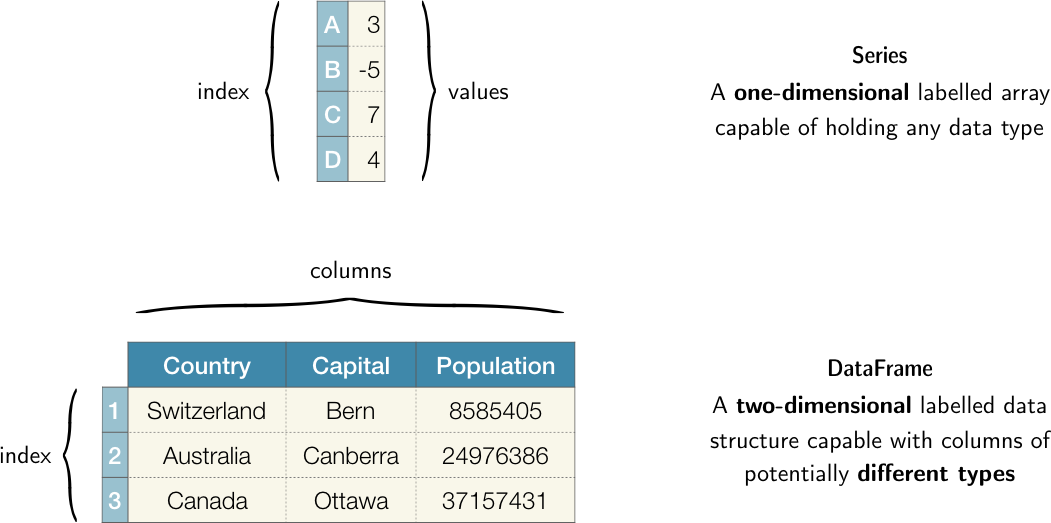 A 3
B -5
C 7
D 4
index
values
Series
A one-dimensional labelled array
capable of holding any data type
columns
Country Capital Population
1 Switzerland Bern 8585405
2 Australia Canberra 24976386
3 Canada Ottawa 37157431
index
DataFrame
A two-dimensional labelled data
structure capable with columns of
potentially different types